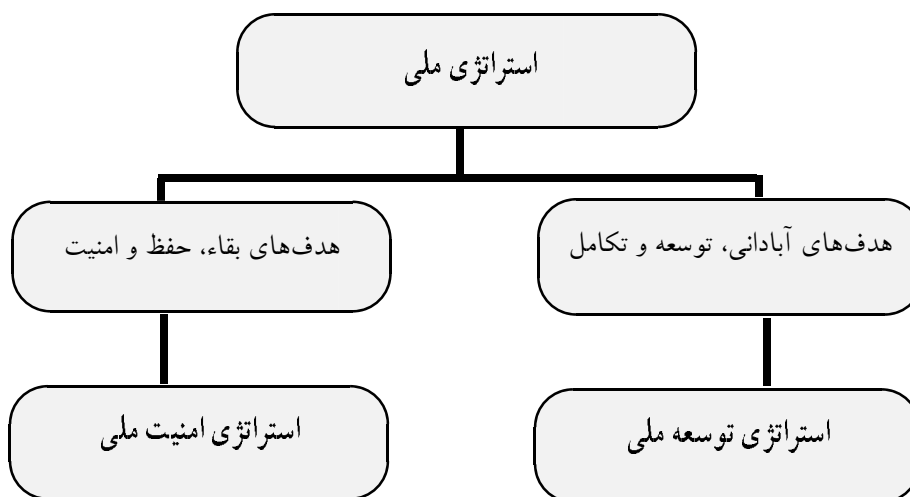 استراتژی ملی
هدف‌های آبادانی، توسعه و تکامل
هدف‌های بقاء، حفظ و امنیت
استراتژی توسعه ملی
استراتژی امنیت ملی